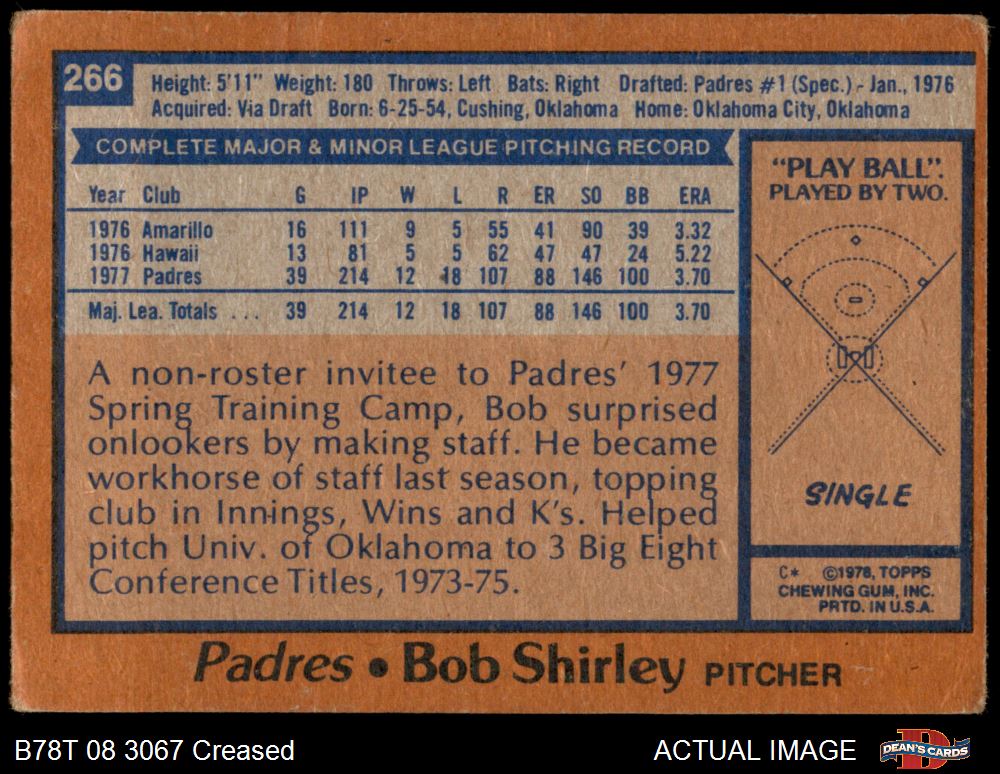 266
Height: 5'11" Weight: 180 Throws: Left Bats: Right Drafted: Padres #1 (Spec.) - Jan., 1976
Acquired: Via Draft Born: 6-25-54, Cushing, Oklahoma Home: Oklahoma City, Oklahoma
COMPLETE MAJOR & MINOR LEAGUE PITCHING RECORD
Year Club G IP W L R ER SO BB ERA
1976 Amarillo 16 111 9 5 55 41 90 39 3.32
1976 Hawaii 13 81 5 5 62 47 47 24 5.22
1977 Padres 39 214 12 18 107 88 146 100 3.70
Maj. Lea. Totals ... 39 214 12 18 107 88 146 100 3.70
A non-roster invitee to Padres' 1977
Spring Training Camp, Bob surprised
onlookers by making staff. He became
workhorse of staff last season, topping
club in Innings, Wins and K's. Helped
pitch Univ. of Oklahoma to 3 Big Eight
Conference Titles, 1973-75.
"PLAY BALL".
PLAYED BY TWO.
SINGLE
C* ©1978, TOPPS
CHEWING GUM, INC.
PRTD. IN U.S.A.
Padres • Bob Shirley PITCHER
B78T 08 3067 Creased
ACTUAL IMAGE
DEAN'S CARDS